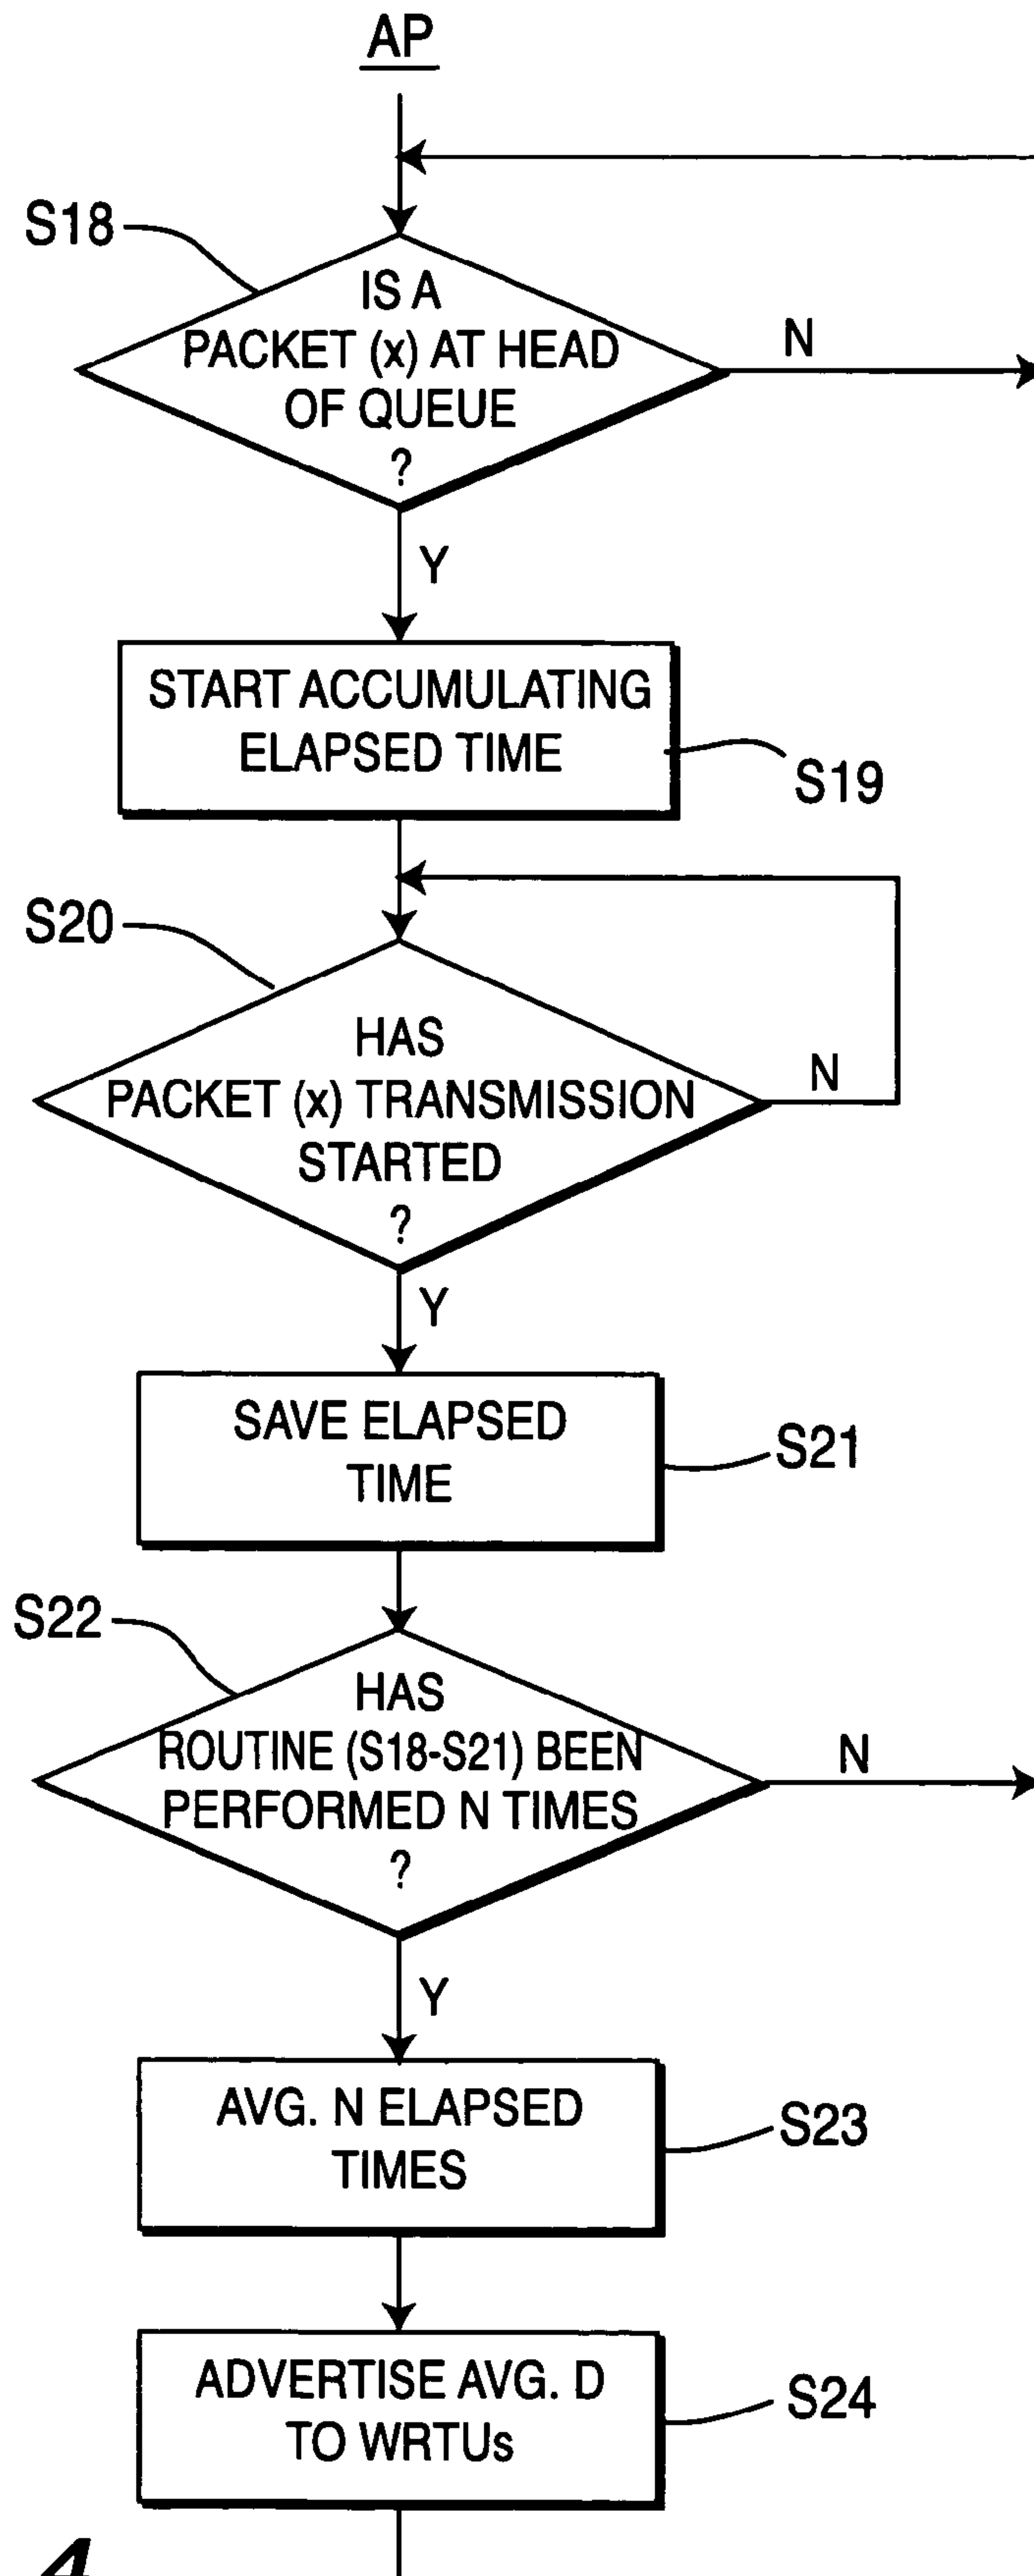 AP
S18
IS A
PACKET (x) AT HEAD
OF QUEUE
?
N
Y
START ACCUMULATING
ELAPSED TIME
S19
S20
HAS
PACKET (x) TRANSMISSION
STARTED
?
N
Y
SAVE ELAPSED
TIME
S21
S22
HAS
ROUTINE (S18-S21) BEEN
PERFORMED N TIMES
?
N
Y
AVG. N ELAPSED
TIMES
S23
ADVERTISE AVG. D
TO WRTUs
S24
4